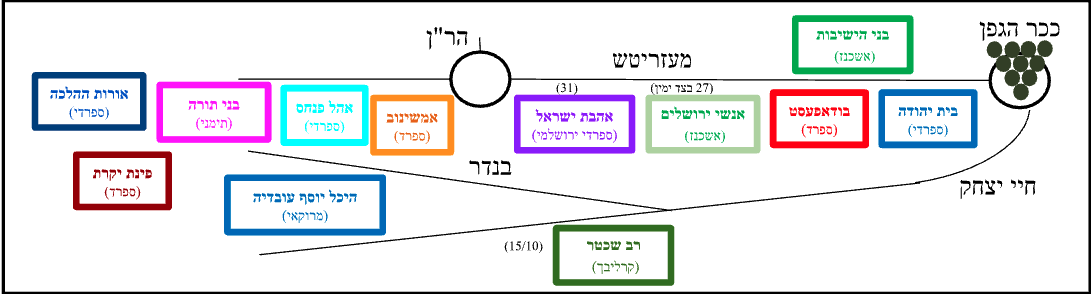 ככר הגפן
בני הישיבות
(אשכנז)
הר"ן
מעזריטש
(27 בצד ימין)
(31)
בית יהודה
(ספרדי)
בודאפעסט
(ספרד)
אנשי ירושלים
(אשכנז)
אהבת ישראל
(ספרדי ירושלמי)
אמשינוב
(ספרד)
אהל פנחס
(ספרדי)
בני תורה
(תימני)
אורות ההלכה
(ספרדי)
פינת יקרת
(ספרד)
בנדר
חיי יצחק
היכל יוסף עובדיה
(מרוקאי)
(15/10)
רב שכטר
(קרליבך)